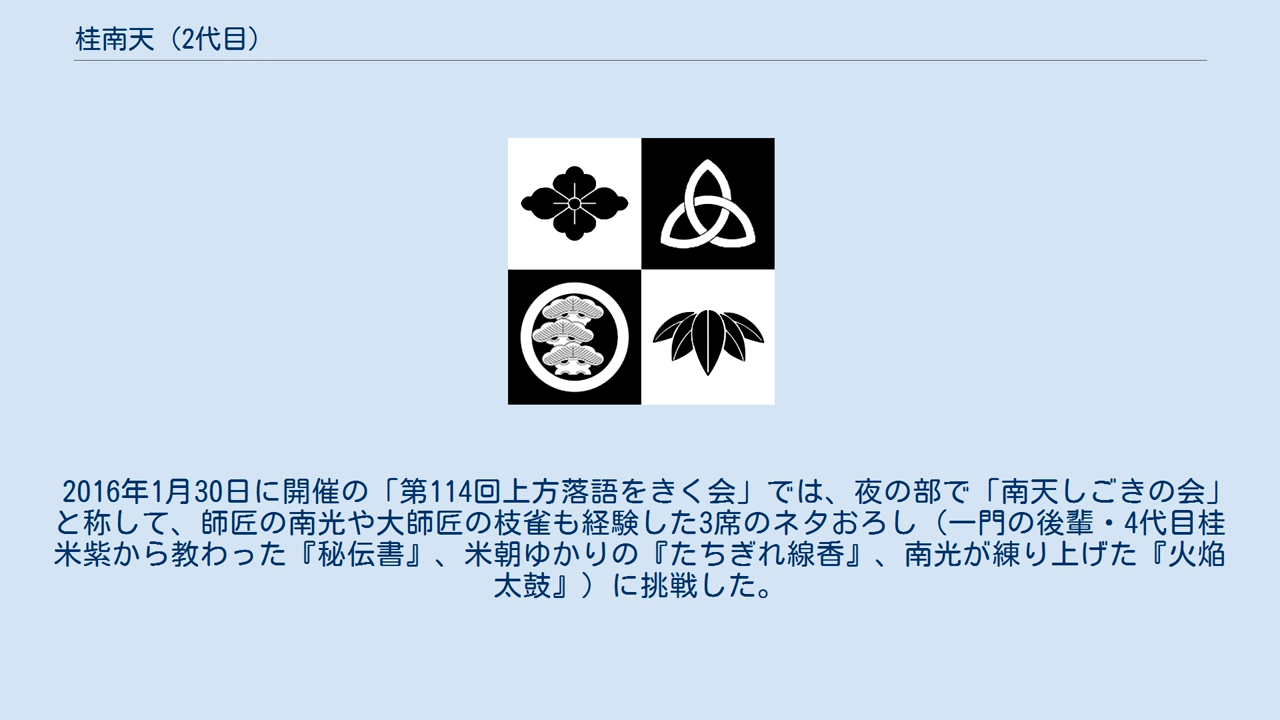 桂南天（2代目）
2016年1月30日に開催の「第114回上方落語をきく会」では、夜の部で「南天しごきの会」
と称して、師匠の南光や大師匠の枝雀も経験した3席のネタおろし（一門の後輩・4代目桂
米紫から教わった『秘伝書』、米朝ゆかりの『たちぎれ線香』、南光が練り上げた『火焔
太鼓』）に挑戦した。